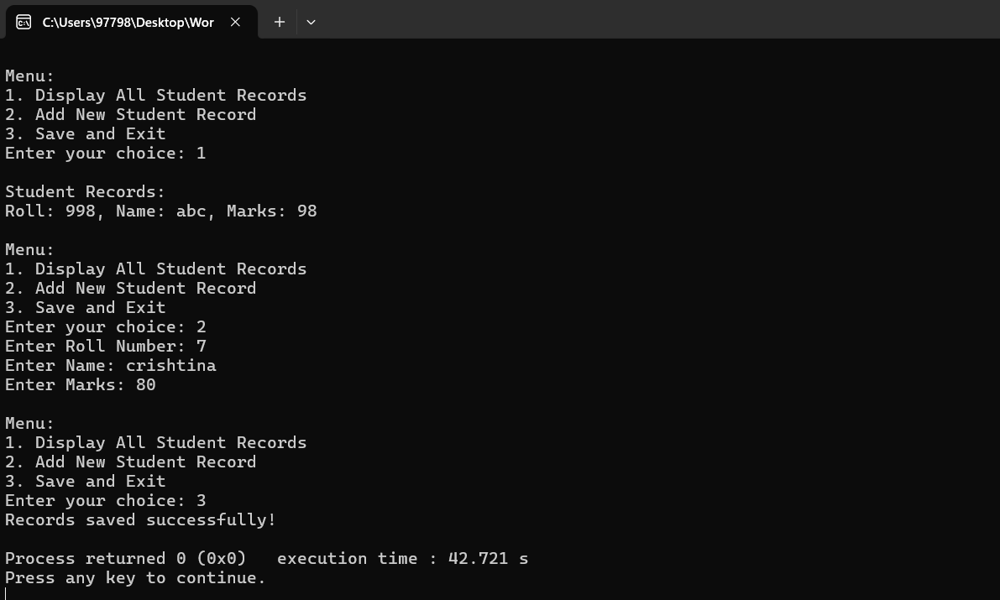 C:\Users\97798\Desktop\Wor
Menu:
1. Display All Student Records
2. Add New Student Record
3. Save and Exit
Enter your choice: 1
Student Records:
Roll: 998, Name: abc, Marks: 98
Menu:
1. Display All Student Records
2. Add New Student Record
3. Save and Exit
Enter your choice: 2
Enter Roll Number: 7
Enter Name: crishtina
Enter Marks: 80
Menu:
1. Display All Student Records
2. Add New Student Record
3. Save and Exit
Enter your choice: 3
Records saved successfully!
Process returned 0 (0x0)   execution time : 42.721 s
Press any key to continue.